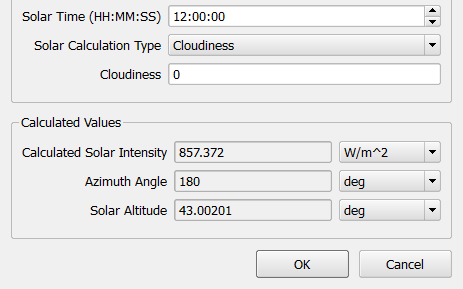 Solar Time (HH:MM:SS) 12:00:00
Solar Calculation Type Cloudiness
Cloudiness 0
Calculated Values
Calculated Solar Intensity 857.372 W/m^2
Azimuth Angle 180 deg
Solar Altitude 43.00201 deg
OK Cancel